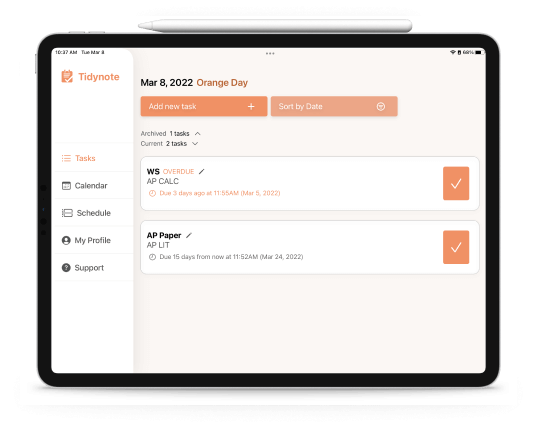 10:37 AM Tue Mar 9
68%
Tidynote
Mar 8, 2022 Orange Day
Add new task +
Sort by Date
Archived 1 tasks
Current 2 tasks
Tasks
Calendar
Schedule
My Profile
Support
WS OVERDUE
AP CALC
Due 3 days ago at 11:55AM (Mar 5, 2022)
AP Paper
AP LIT
Due 15 days from now at 11:52AM (Mar 24, 2022)